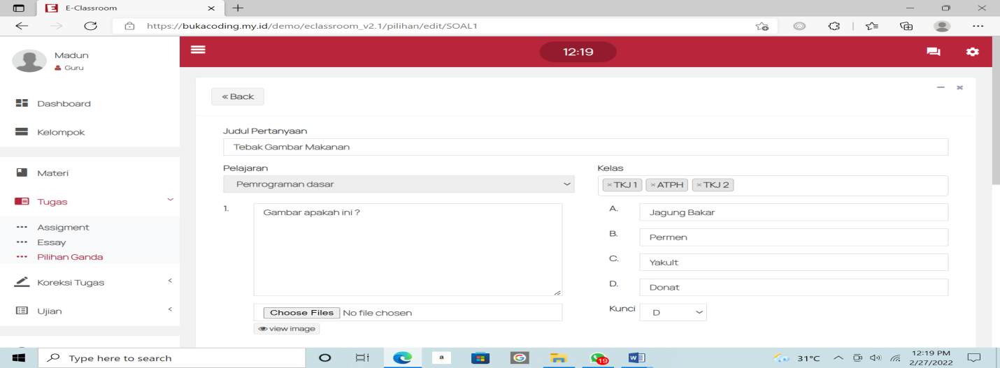 E-Classroom
https://bukacoding.my.id/demo/eclassroom_v2.1/pilihan/edit/SOAL1
Madun
Guru
12:19
Dashboard
Kelompok
Materi
Tugas
Assigment
Essay
Pilihan Ganda
Koreksi Tugas
Ujian
« Back
Judul Pertanyaan
Tebak Gambar Makanan
Pelajaran
Pemrograman dasar
Kelas
×TKJ 1 ×ATPH ×TKJ 2
1.
Gambar apakah ini ?
Choose Files No file chosen
view image
A. Jagung Bakar
B. Permen
C. Yakult
D. Donat
Kunci D
Type here to search
a
G
19
W
31°C
12:19 PM
2/27/2022